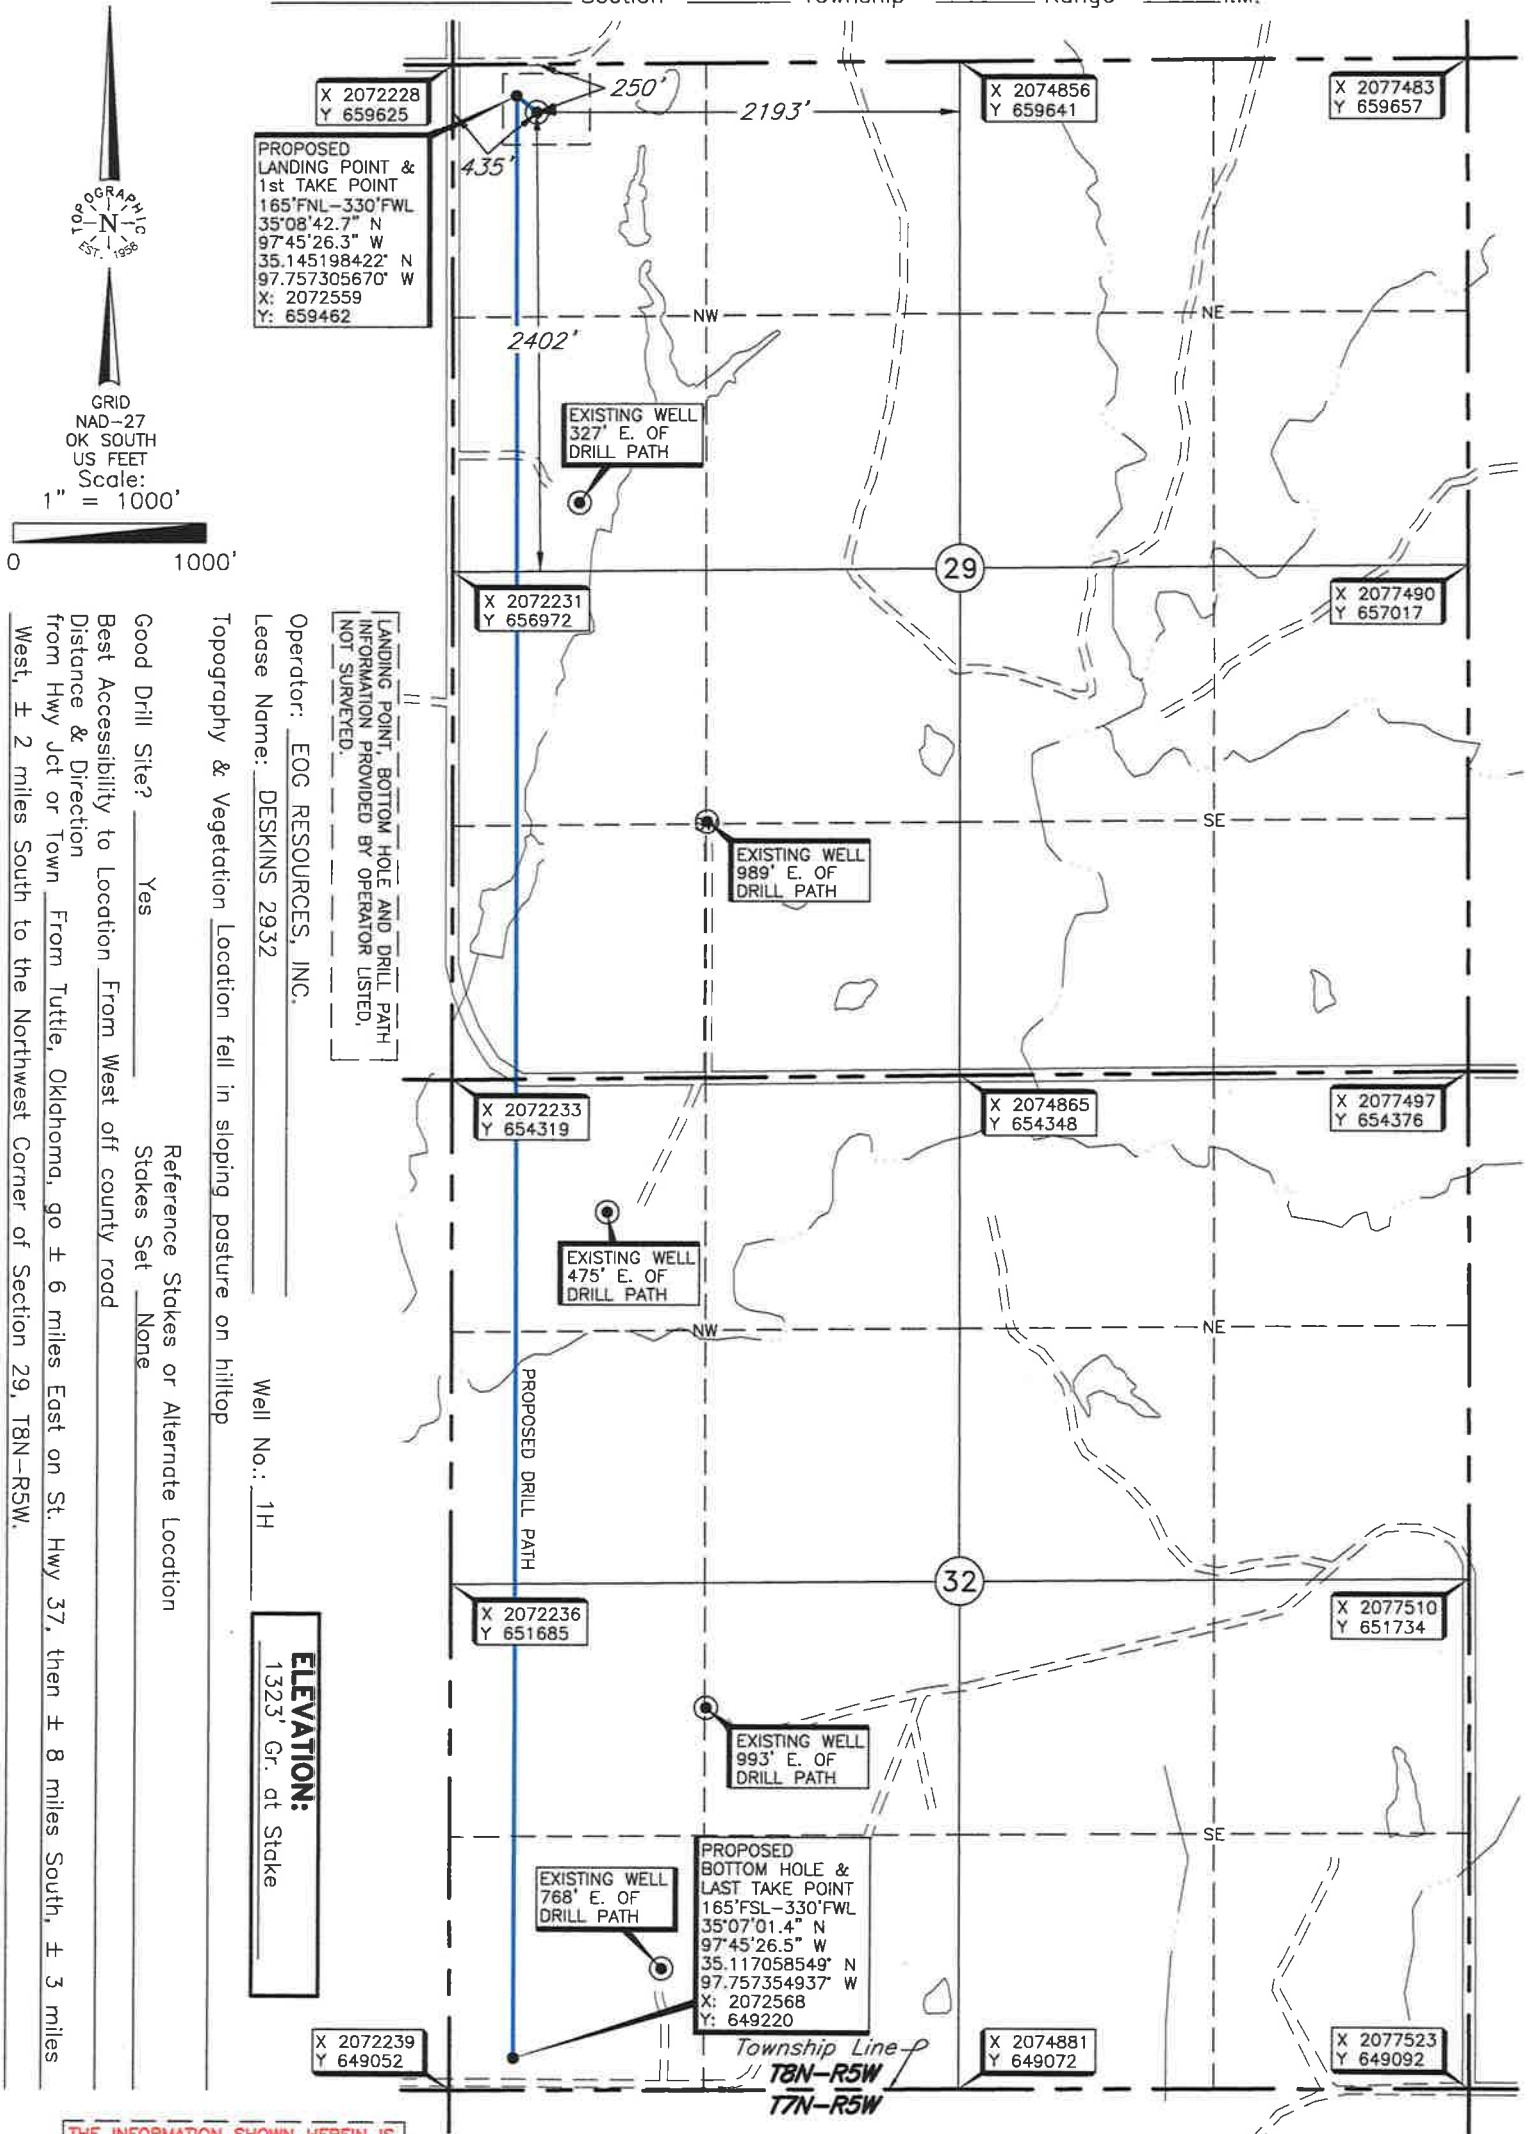 Section Township Range I.M.
TOPOGRAPHIC
N
EST. 1958
GRID
NAD-27
OK SOUTH
US FEET
Scale:
1" = 1000'
0 1000'
X 2072228
Y 659625
250'
2193'
435'
2402'
X 2074856
Y 659641
X 2077483
Y 659657
PROPOSED
LANDING POINT &
1st TAKE POINT
165'FNL-330'FWL
35°08'42.7" N
97°45'26.3" W
35.145198422° N
97.757305670° W
X: 2072559
Y: 659462
NW
NE
EXISTING WELL
327' E. OF
DRILL PATH
29
X 2072231
Y 656972
X 2077490
Y 657017
EXISTING WELL
989' E. OF
DRILL PATH
SE
X 2072233
Y 654319
X 2074865
Y 654348
X 2077497
Y 654376
EXISTING WELL
475' E. OF
DRILL PATH
NW
NE
PROPOSED DRILL PATH
32
X 2072236
Y 651685
X 2077510
Y 651734
EXISTING WELL
993' E. OF
DRILL PATH
SE
EXISTING WELL
768' E. OF
DRILL PATH
PROPOSED
BOTTOM HOLE &
LAST TAKE POINT
165'FSL-330'FWL
35°07'01.4" N
97°45'26.5" W
35.117058549° N
97.757354937° W
X: 2072568
Y: 649220
X 2072239
Y 649052
Township Line
T8N-R5W
T7N-R5W
X 2074881
Y 649072
X 2077523
Y 649092
LANDING POINT, BOTTOM HOLE AND DRILL PATH
INFORMATION PROVIDED BY OPERATOR LISTED,
NOT SURVEYED.
Operator: EOG RESOURCES, INC.
Lease Name: DESKINS 2932 Well No.: 1H
ELEVATION:
1323' Gr. at Stake
Topography & Vegetation Location fell in sloping pasture on hilltop
Reference Stakes or Alternate Location
Good Drill Site? Yes Stakes Set None
Best Accessibility to Location From West off county road
Distance & Direction
from Hwy Jct or Town From Tuttle, Oklahoma, go ± 6 miles East on St. Hwy 37, then ± 8 miles South, ± 3 miles
West, ± 2 miles South to the Northwest Corner of Section 29, T8N-R5W.
THE INFORMATION SHOWN HEREIN IS